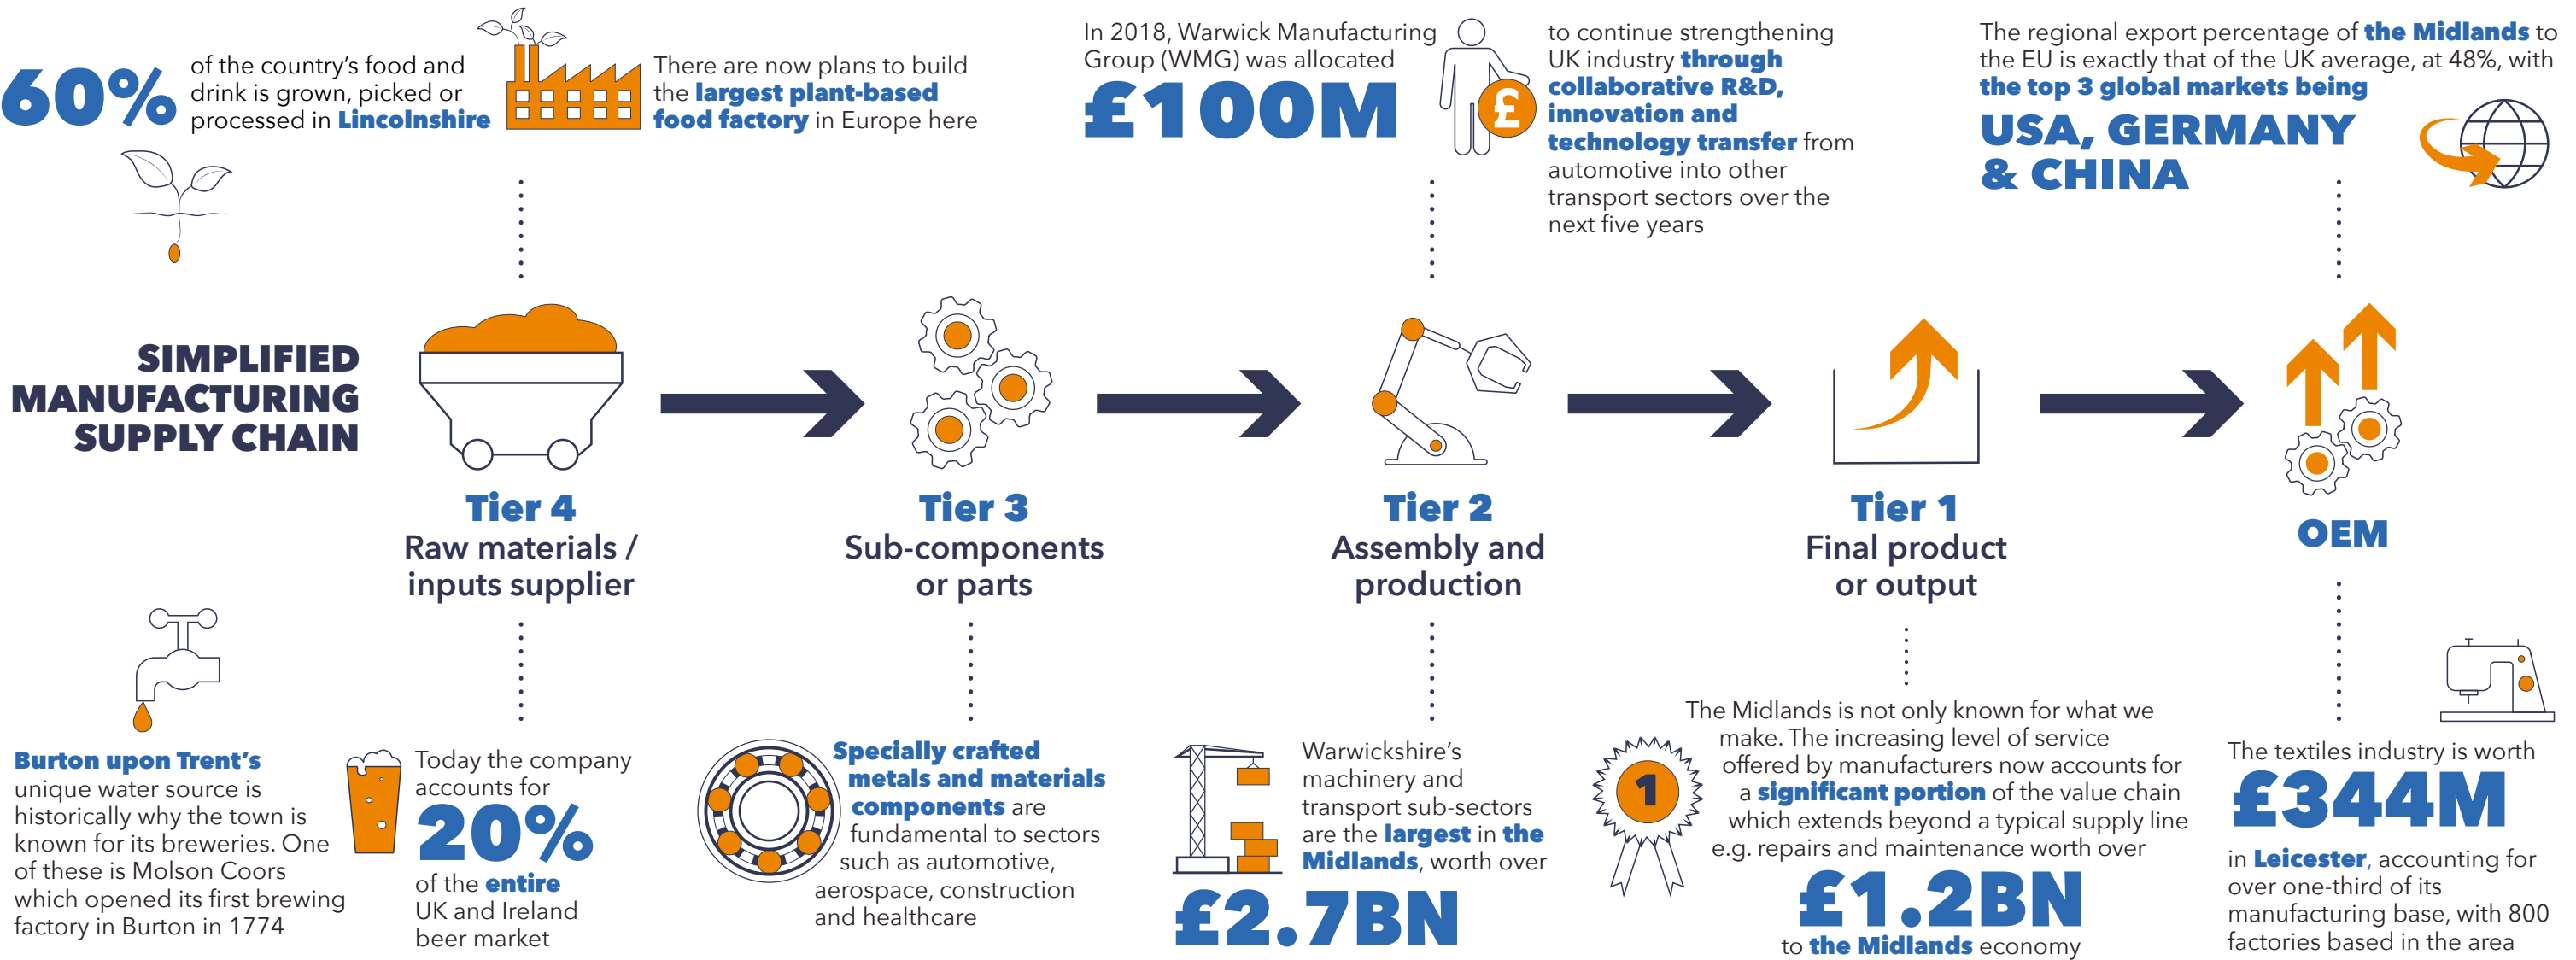 60%
of the country's food and
drink is grown, picked or
processed in Lincolnshire
There are now plans to build
the largest plant-based
food factory in Europe here
In 2018, Warwick Manufacturing
Group (WMG) was allocated
£100M
£
to continue strengthening
UK industry through
collaborative R&D,
innovation and
technology transfer from
automotive into other
transport sectors over the
next five years
The regional export percentage of the Midlands to
the EU is exactly that of the UK average, at 48%, with
the top 3 global markets being
USA, GERMANY
& CHINA
SIMPLIFIED
MANUFACTURING
SUPPLY CHAIN
Tier 4
Raw materials /
inputs supplier
Tier 3
Sub-components
or parts
Tier 2
Assembly and
production
Tier 1
Final product
or output
OEM
Burton upon Trent's
unique water source is
historically why the town is
known for its breweries. One
of these is Molson Coors
which opened its first brewing
factory in Burton in 1774
Today the company
accounts for
20%
of the entire
UK and Ireland
beer market
Specially crafted
metals and materials
components are
fundamental to sectors
such as automotive,
aerospace, construction
and healthcare
Warwickshire's
machinery and
transport sub-sectors
are the largest in the
Midlands, worth over
£2.7BN
1
The Midlands is not only known for what we
make. The increasing level of service
offered by manufacturers now accounts for
a significant portion of the value chain
which extends beyond a typical supply line
e.g. repairs and maintenance worth over
£1.2BN
to the Midlands economy
The textiles industry is worth
£344M
in Leicester, accounting for
over one-third of its
manufacturing base, with 800
factories based in the area